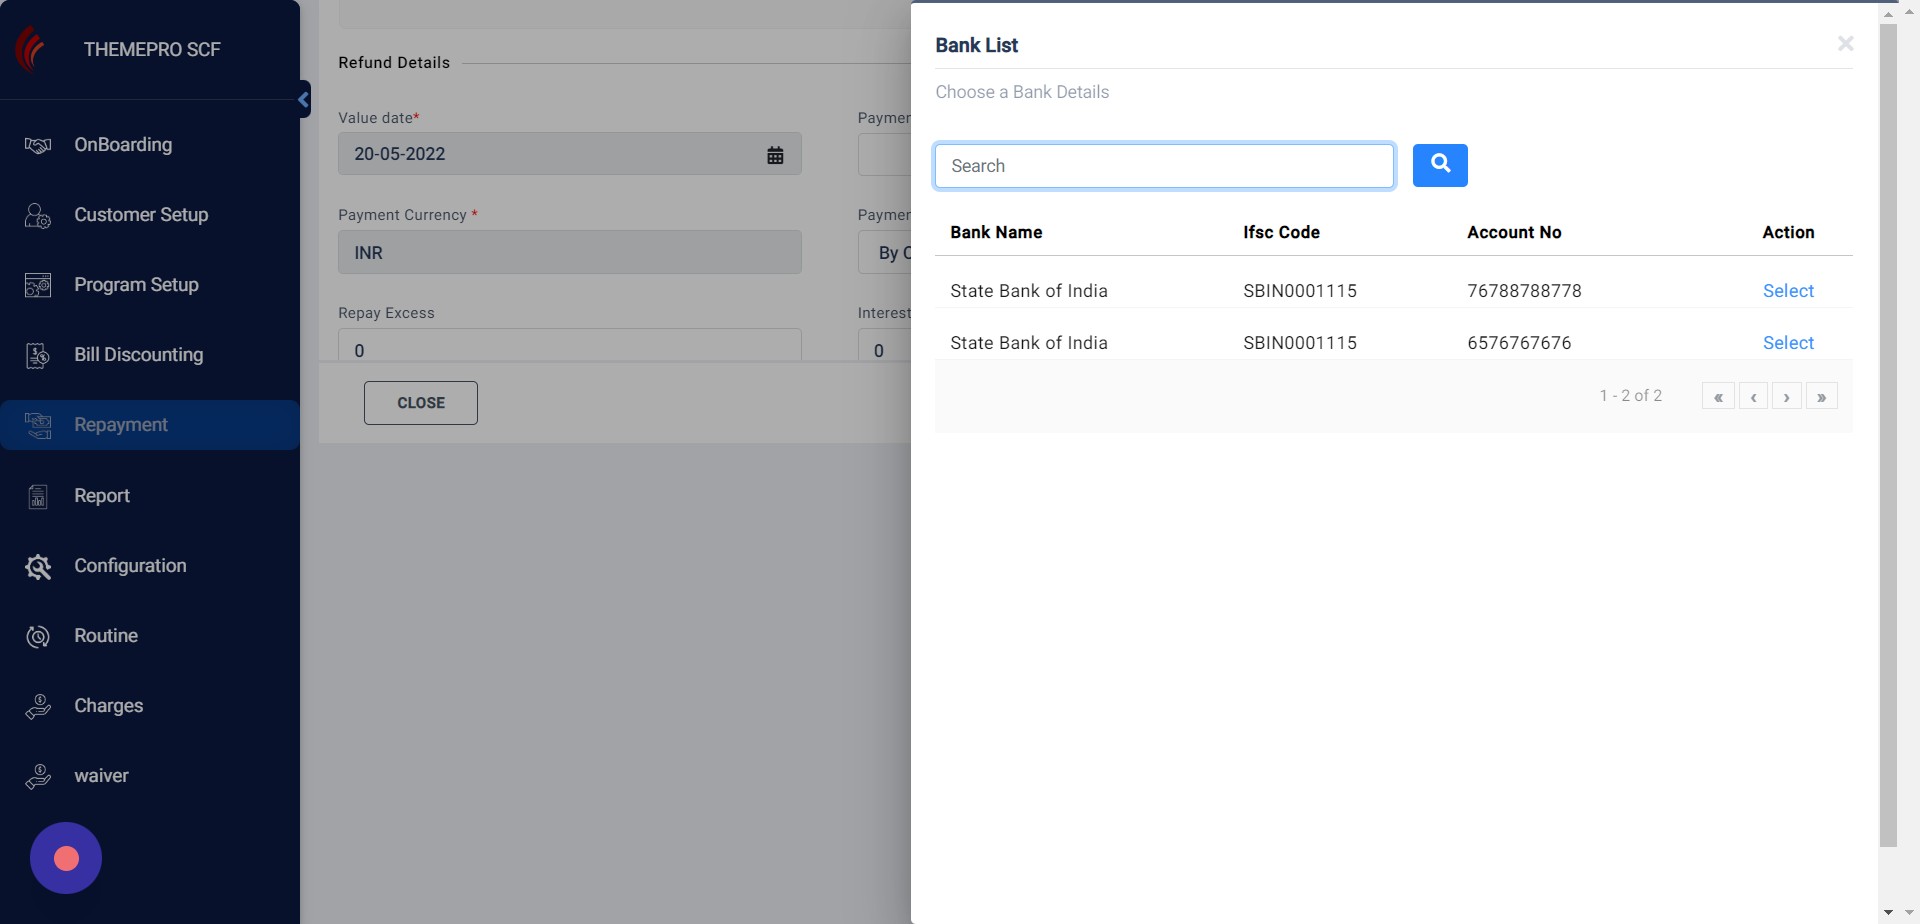 THEMEPRO SCF
OnBoarding
Customer Setup
Program Setup
Bill Discounting
Repayment
Report
Configuration
Routine
Charges
waiver
Refund Details
Value date*
20-05-2022
Payment Currency *
INR
By
Repay Excess
Interest
0
0
CLOSE
Bank List
×
Choose a Bank Details
Search
Bank Name Ifsc Code Account No Action
State Bank of India SBIN0001115 76788788778 Select
State Bank of India SBIN0001115 6576767676 Select
1 - 2 of 2 « ‹ › »